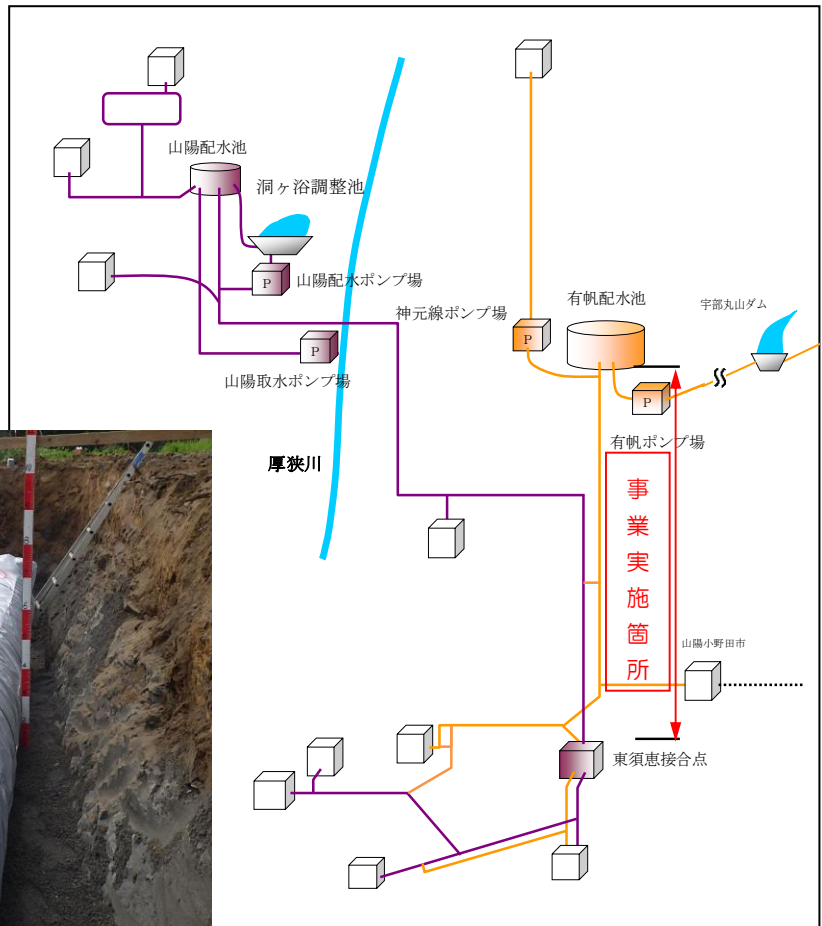 山陽配水池
洞ヶ浴調整池
P
山陽配水ポンプ場
P
山陽取水ポンプ場
厚狭川
神元線ポンプ場
P
有帆配水池
宇部丸山ダム
P
有帆ポンプ場
事業実施箇所
山陽小野田市
東須恵接合点